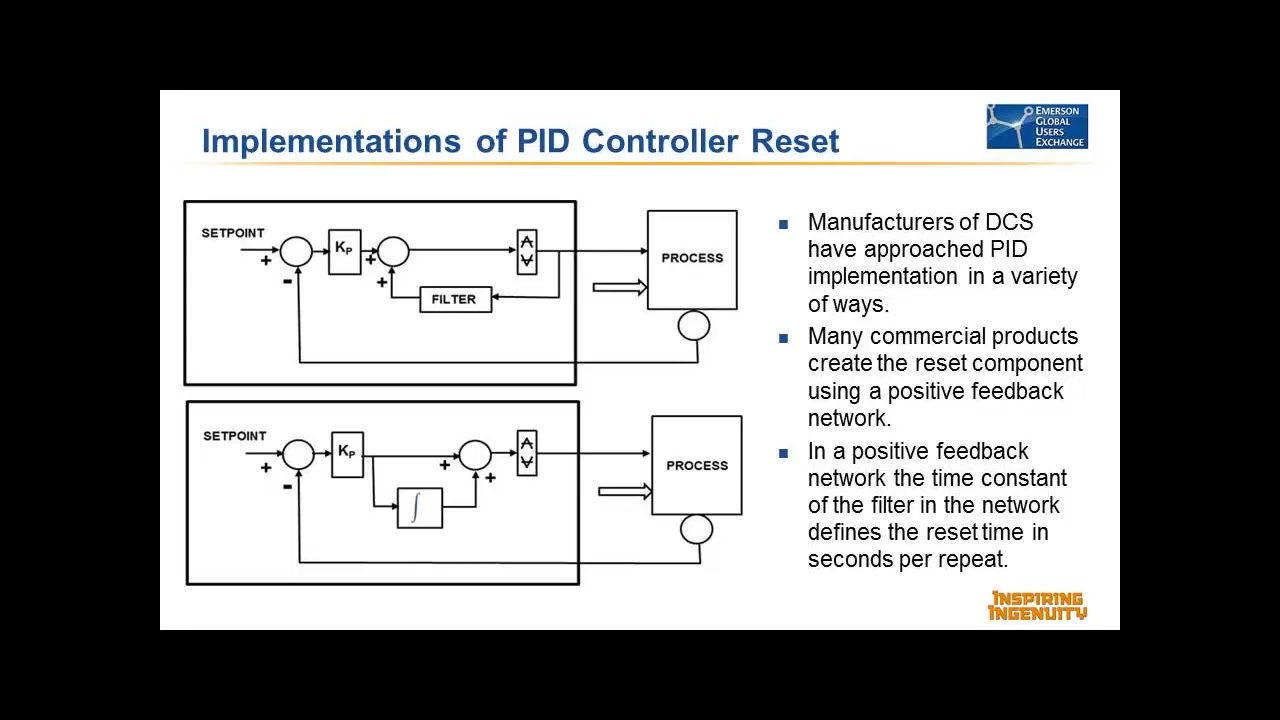 Implementations of PID Controller Reset
EMERSON
GLOBAL
USERS
EXCHANGE
SETPOINT
+
-
KP
+
+
FILTER
PROCESS
SETPOINT
+
-
KP
∫
+
+
PROCESS
Manufacturers of DCS
have approached PID
implementation in a variety
of ways.
Many commercial products
create the reset component
using a positive feedback
network.
In a positive feedback
network the time constant
of the filter in the network
defines the reset time in
seconds per repeat.
INSPIRING
INGENUITY